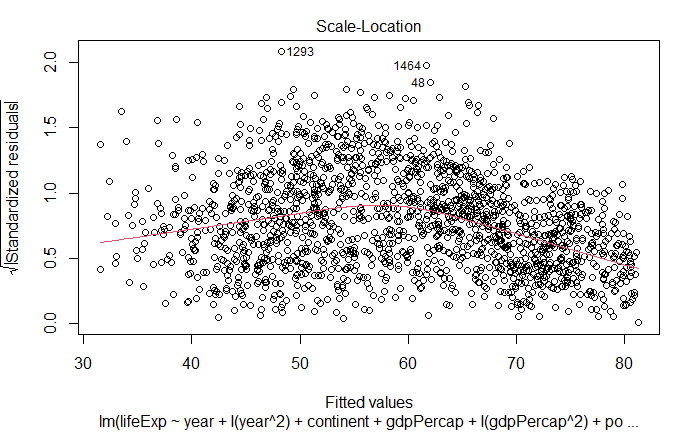 Scale-Location
√|Standardized residuals|
2.0
1.5
1.0
0.5
0.0
1293
1464
48
30 40 50 60 70 80
Fitted values
lm(lifeExp ~ year + I(year^2) + continent + gdpPercap + I(gdpPercap^2) + po ...